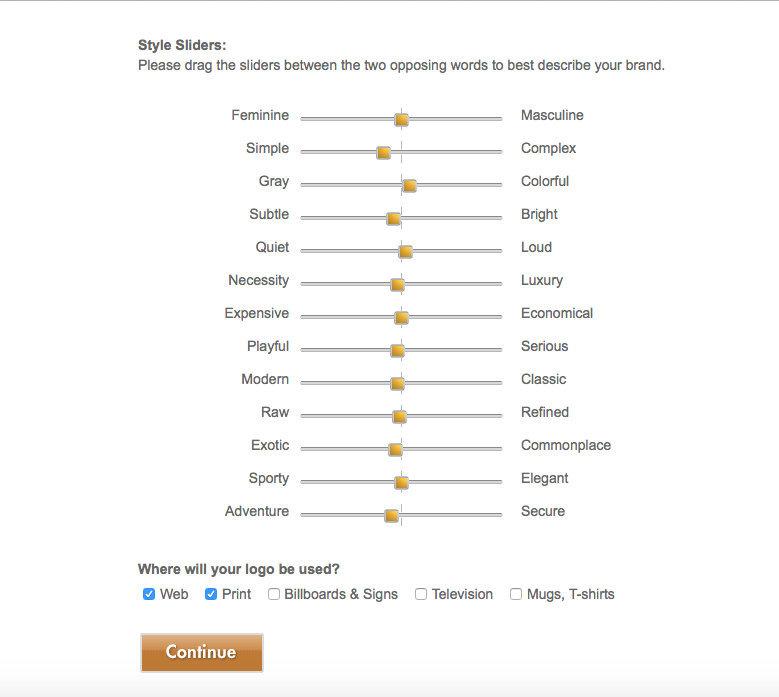 Style Sliders:
Please drag the sliders between the two opposing words to best describe your brand.
Feminine Masculine
Simple Complex
Gray Colorful
Subtle Bright
Quiet Loud
Necessity Luxury
Expensive Economical
Playful Serious
Modern Classic
Raw Refined
Exotic Commonplace
Sporty Elegant
Adventure Secure
Where will your logo be used?
Web Print Billboards & Signs Television Mugs, T-shirts
Continue